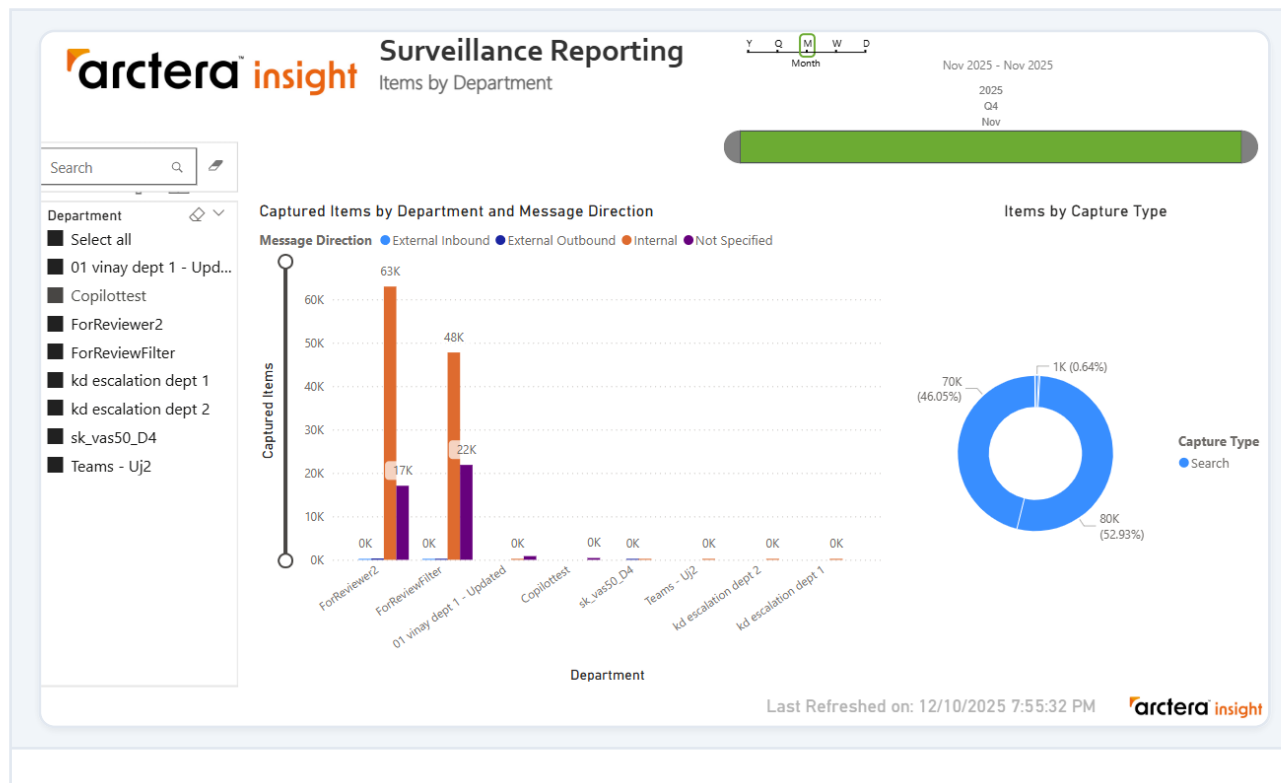 arctera™ insight
Surveillance Reporting
Items by Department
Y Q M W D
Month
Nov 2025 - Nov 2025
2025
Q4
Nov
Search
Department
Select all
01 vinay dept 1 - Upd...
Copilottest
ForReviewer2
ForReviewFilter
kd escalation dept 1
kd escalation dept 2
sk_vas50_D4
Teams - Uj2
Captured Items by Department and Message Direction
Message Direction External Inbound External Outbound Internal Not Specified
Captured Items
60K
50K
40K
30K
20K
10K
0K
63K
48K
17K
22K
0K 0K 0K 0K 0K 0K 0K 0K
ForReviewer2
ForReviewFilter
01 vinay dept 1 - Updated
Copilottest
sk_vas50_D4
Teams - Uj2
kd escalation dept 2
kd escalation dept 1
Department
Items by Capture Type
1K (0.64%)
70K
(46.05%)
80K
(52.93%)
Capture Type
Search
Last Refreshed on: 12/10/2025 7:55:32 PM
arctera insight